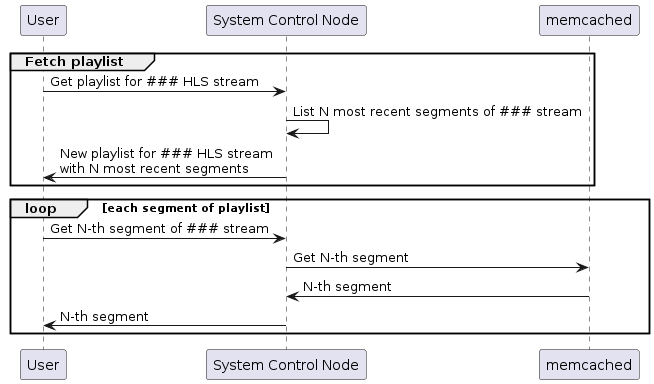 User
System Control Node
memcached
Fetch playlist
Get playlist for ### HLS stream
List N most recent segments of ### stream
New playlist for ### HLS stream
with N most recent segments
loop
[each segment of playlist]
Get N-th segment of ### stream
Get N-th segment
N-th segment
N-th segment
User
System Control Node
memcached